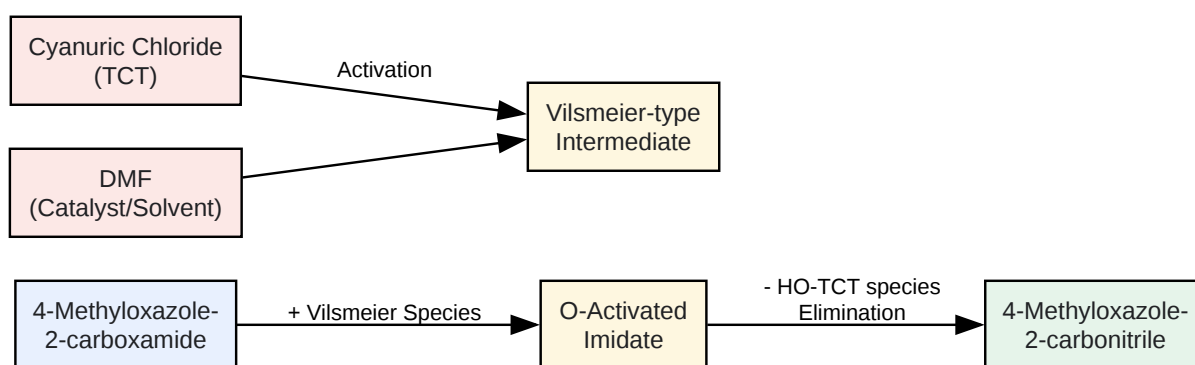 Cyanuric Chloride
(TCT)
Activation
Vilsmeier-type
Intermediate
DMF
(Catalyst/Solvent)
4-Methyloxazole-
2-carboxamide
+ Vilsmeier Species
O-Activated
Imidate
- HO-TCT species
Elimination
4-Methyloxazole-
2-carbonitrile